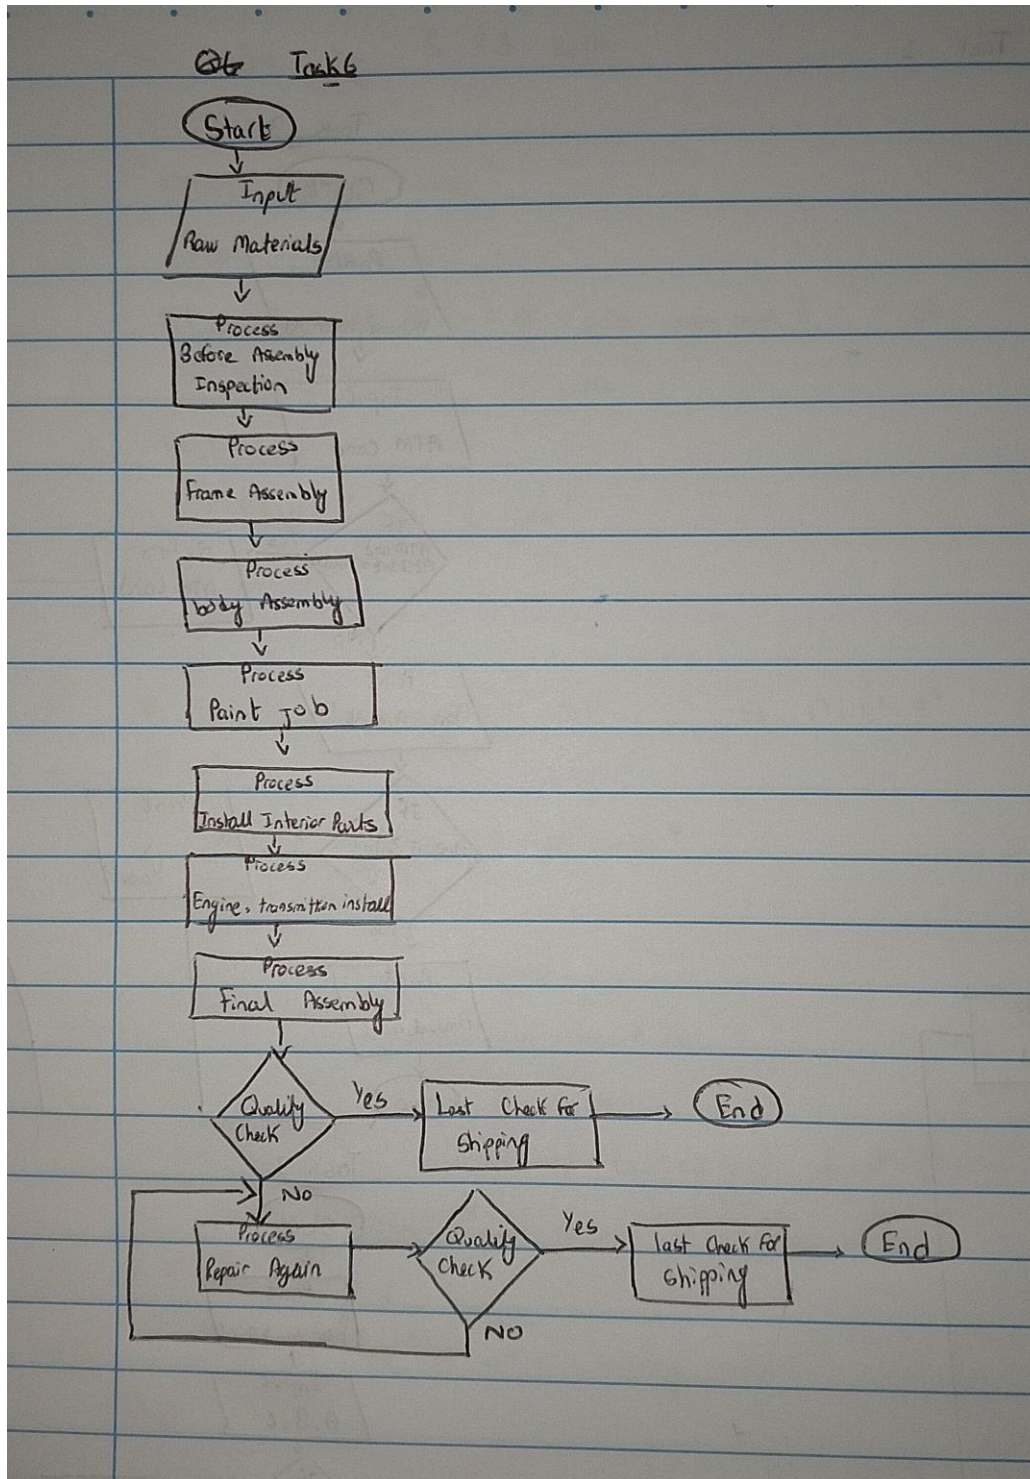 Task 6
Start
Input
Raw Materials
Process
Before Assembly
Inspection
Process
Frame Assembly
Process
body Assembly
Process
Paint Job
Process
Install Interior Parts
Process
Engine, transmittion install
Process
Final Assembly
Quality
Check
Yes
Last Check For
Shipping
End
No
Process
Repair Again
Quality
Check
Yes
last Check For
Shipping
End
NO